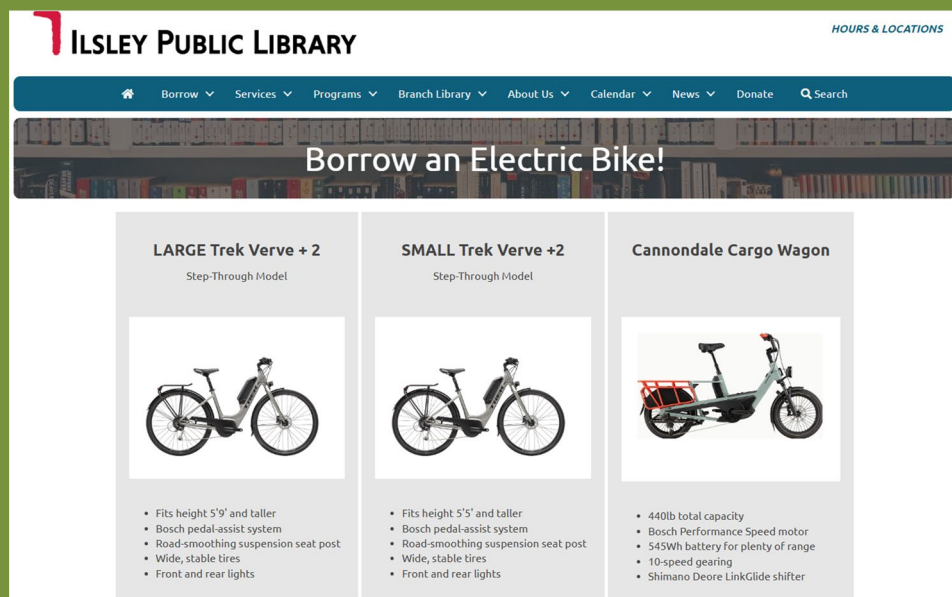 ILSLEY PUBLIC LIBRARY
HOURS & LOCATIONS
Borrow Services Programs Branch Library About Us Calendar News Donate Search
Borrow an Electric Bike!
LARGE Trek Verve + 2
Step-Through Model
Fits height 5'9' and taller
Bosch pedal-assist system
Road-smoothing suspension seat post
Wide, stable tires
Front and rear lights
SMALL Trek Verve +2
Step-Through Model
Fits height 5'5' and taller
Bosch pedal-assist system
Road-smoothing suspension seat post
Wide, stable tires
Front and rear lights
Cannondale Cargo Wagon
440lb total capacity
Bosch Performance Speed motor
545Wh battery for plenty of range
10-speed gearing
Shimano Deore LinkGlide shifter